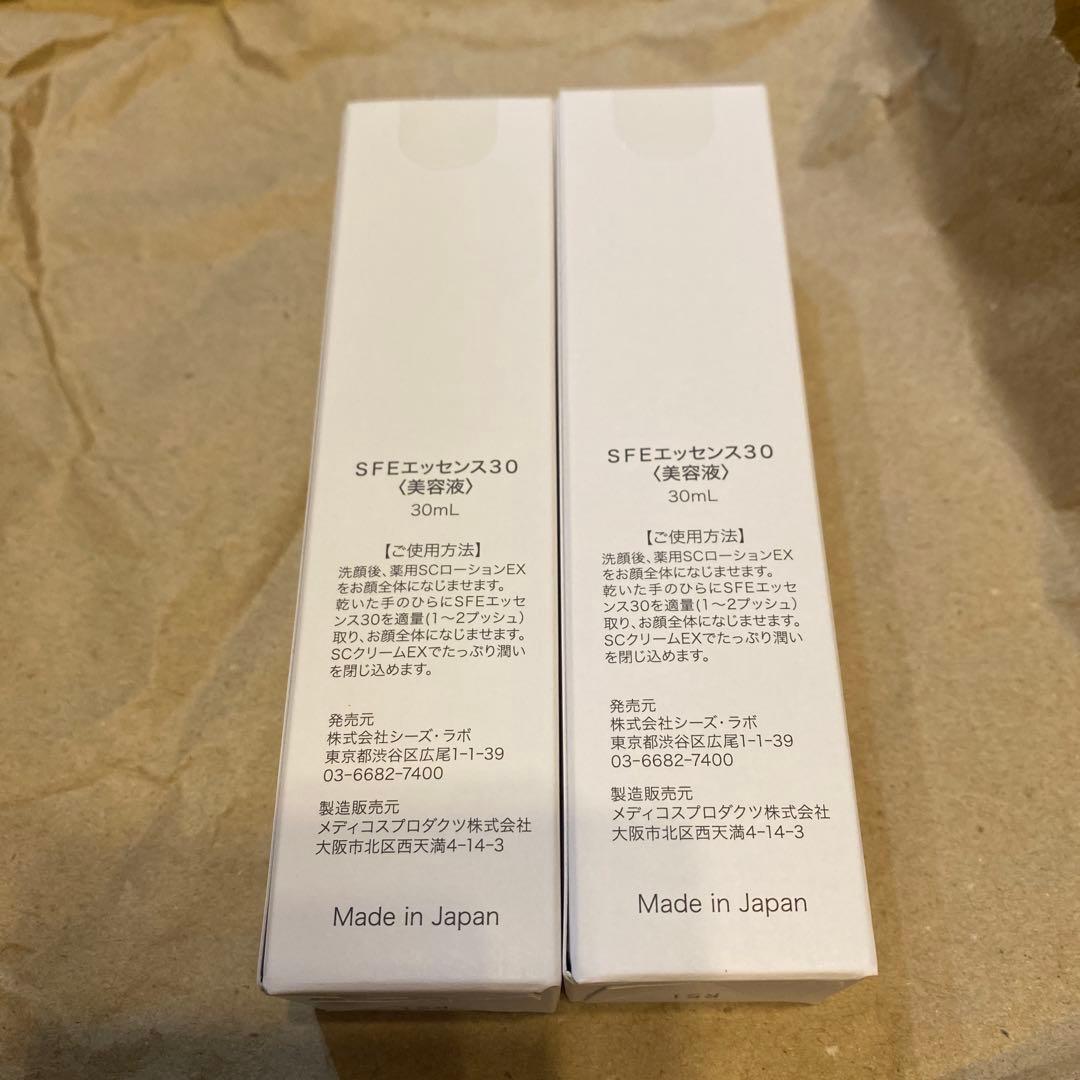 SFEエッセンス30
〈美容液〉
30mL
【ご使用方法】
洗顔後、薬用SCローションEX
をお顔全体になじませます。
乾いた手のひらにSFEエッセ
ンス30を適量(1〜2プッシュ)
取り、お顔全体になじませます。
SCクリームEXでたっぷり潤い
を閉じ込めます。
発売元
株式会社シーズ・ラボ
東京都渋谷区広尾1-1-39
03-6682-7400
製造販売元
メディコスプロダクツ株式会社
大阪市北区西天満4-14-3
Made in Japan
SFEエッセンス30
〈美容液〉
30mL
【ご使用方法】
洗顔後、薬用SCローションEX
をお顔全体になじませます。
乾いた手のひらにSFEエッセ
ンス30を適量(1〜2プッシュ)
取り、お顔全体になじませます。
SCクリームEXでたっぷり潤い
を閉じ込めます。
発売元
株式会社シーズ・ラボ
東京都渋谷区広尾1-1-39
03-6682-7400
製造販売元
メディコスプロダクツ株式会社
大阪市北区西天満4-14-3
Made in Japan